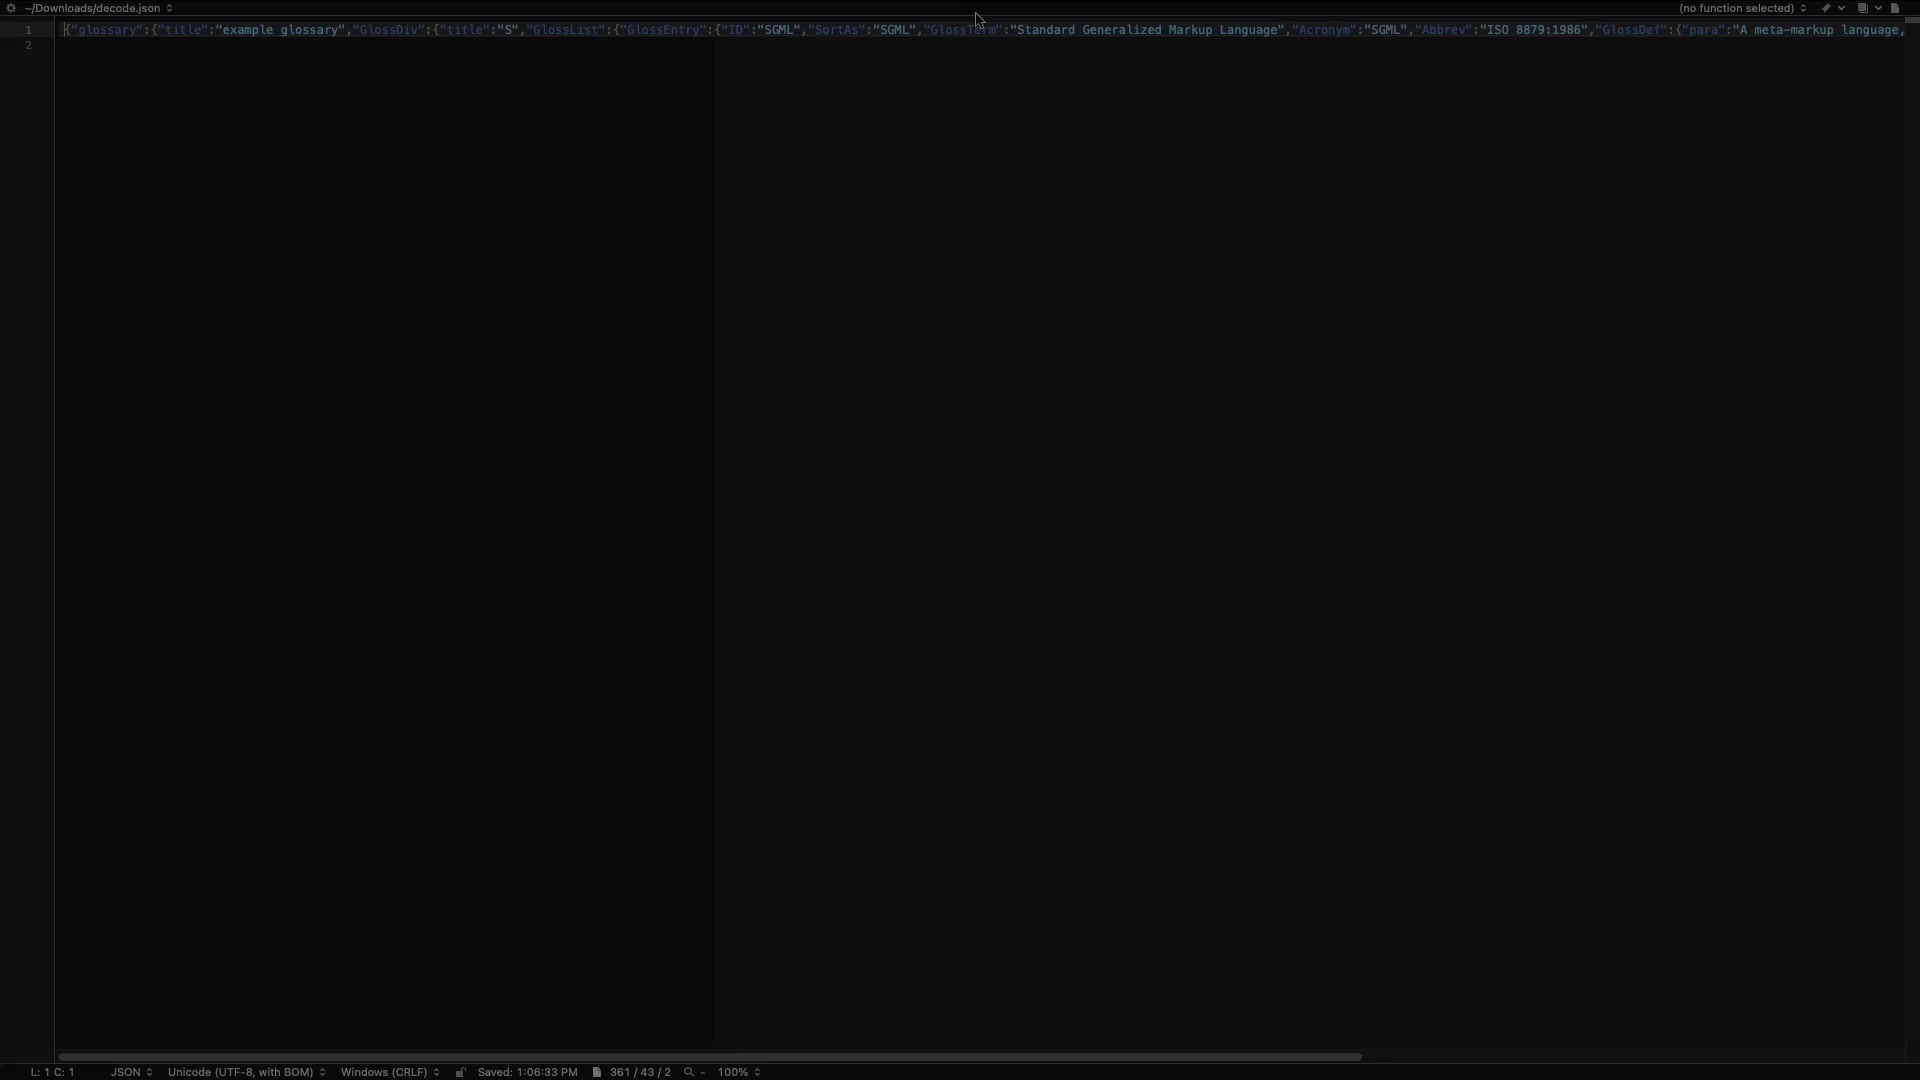 ~/Downloads/decode.json
(no function selected)
1 {"glossary":{"title":"example glossary","GlossDiv":{"title":"S","GlossList":{"GlossEntry":{"ID":"SGML","SortAs":"SGML","GlossTerm":"Standard Generalized Markup Language","Acronym":"SGML","Abbrev":"ISO 8879:1986","GlossDef":{"para":"A meta-markup language,
2
L: 1 C: 1 JSON Unicode (UTF-8, with BOM) Windows (CRLF) Saved: 1:06:33 PM 361 / 43 / 2 - 100%